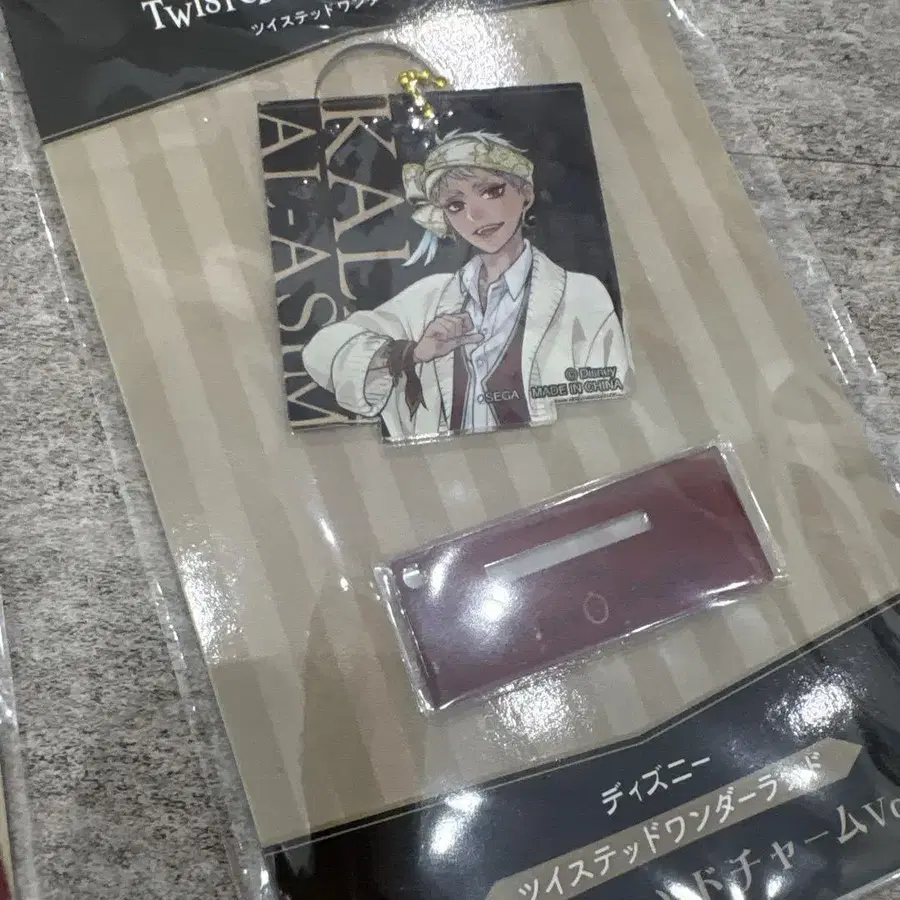 ツイステッドワンダ
KALIM
AL-ASIM
© Disney
SEGA MADE IN CHINA
ディズニー
ツイステッドワンダーランド
ドチャームVo